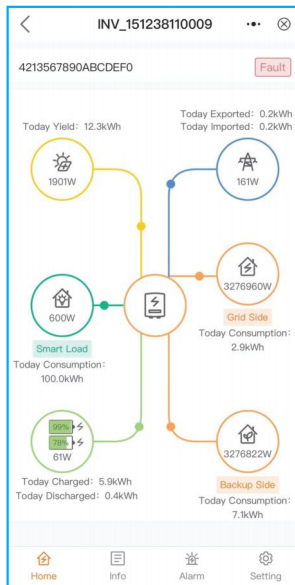 INV_151238110009
4213567890ABCDEF0
Fault
Today Exported: 0.2kWh
Today Yield: 12.3kWh
Today Imported: 0.2kWh
1901W
161W
600W
3276960W
Smart Load
Grid Side
Today Consumption:
100.0kWh
Today Consumption:
2.9kWh
99%
78%
61W
3276822W
Today Charged: 5.9kWh
Today Discharged: 0.4kWh
Backup Side
Today Consumption:
7.1kWh
Home
Info
Alarm
Setting